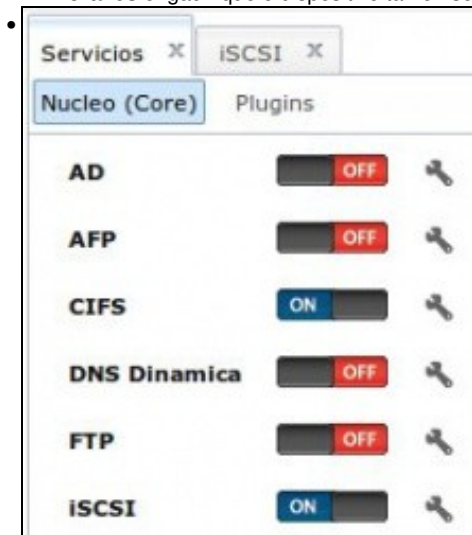 Servicios x iSCSI x
Nucleo (Core) Plugins
AD OFF
AFP OFF
CIFS ON
DNS Dinamica OFF
FTP OFF
iSCSI ON